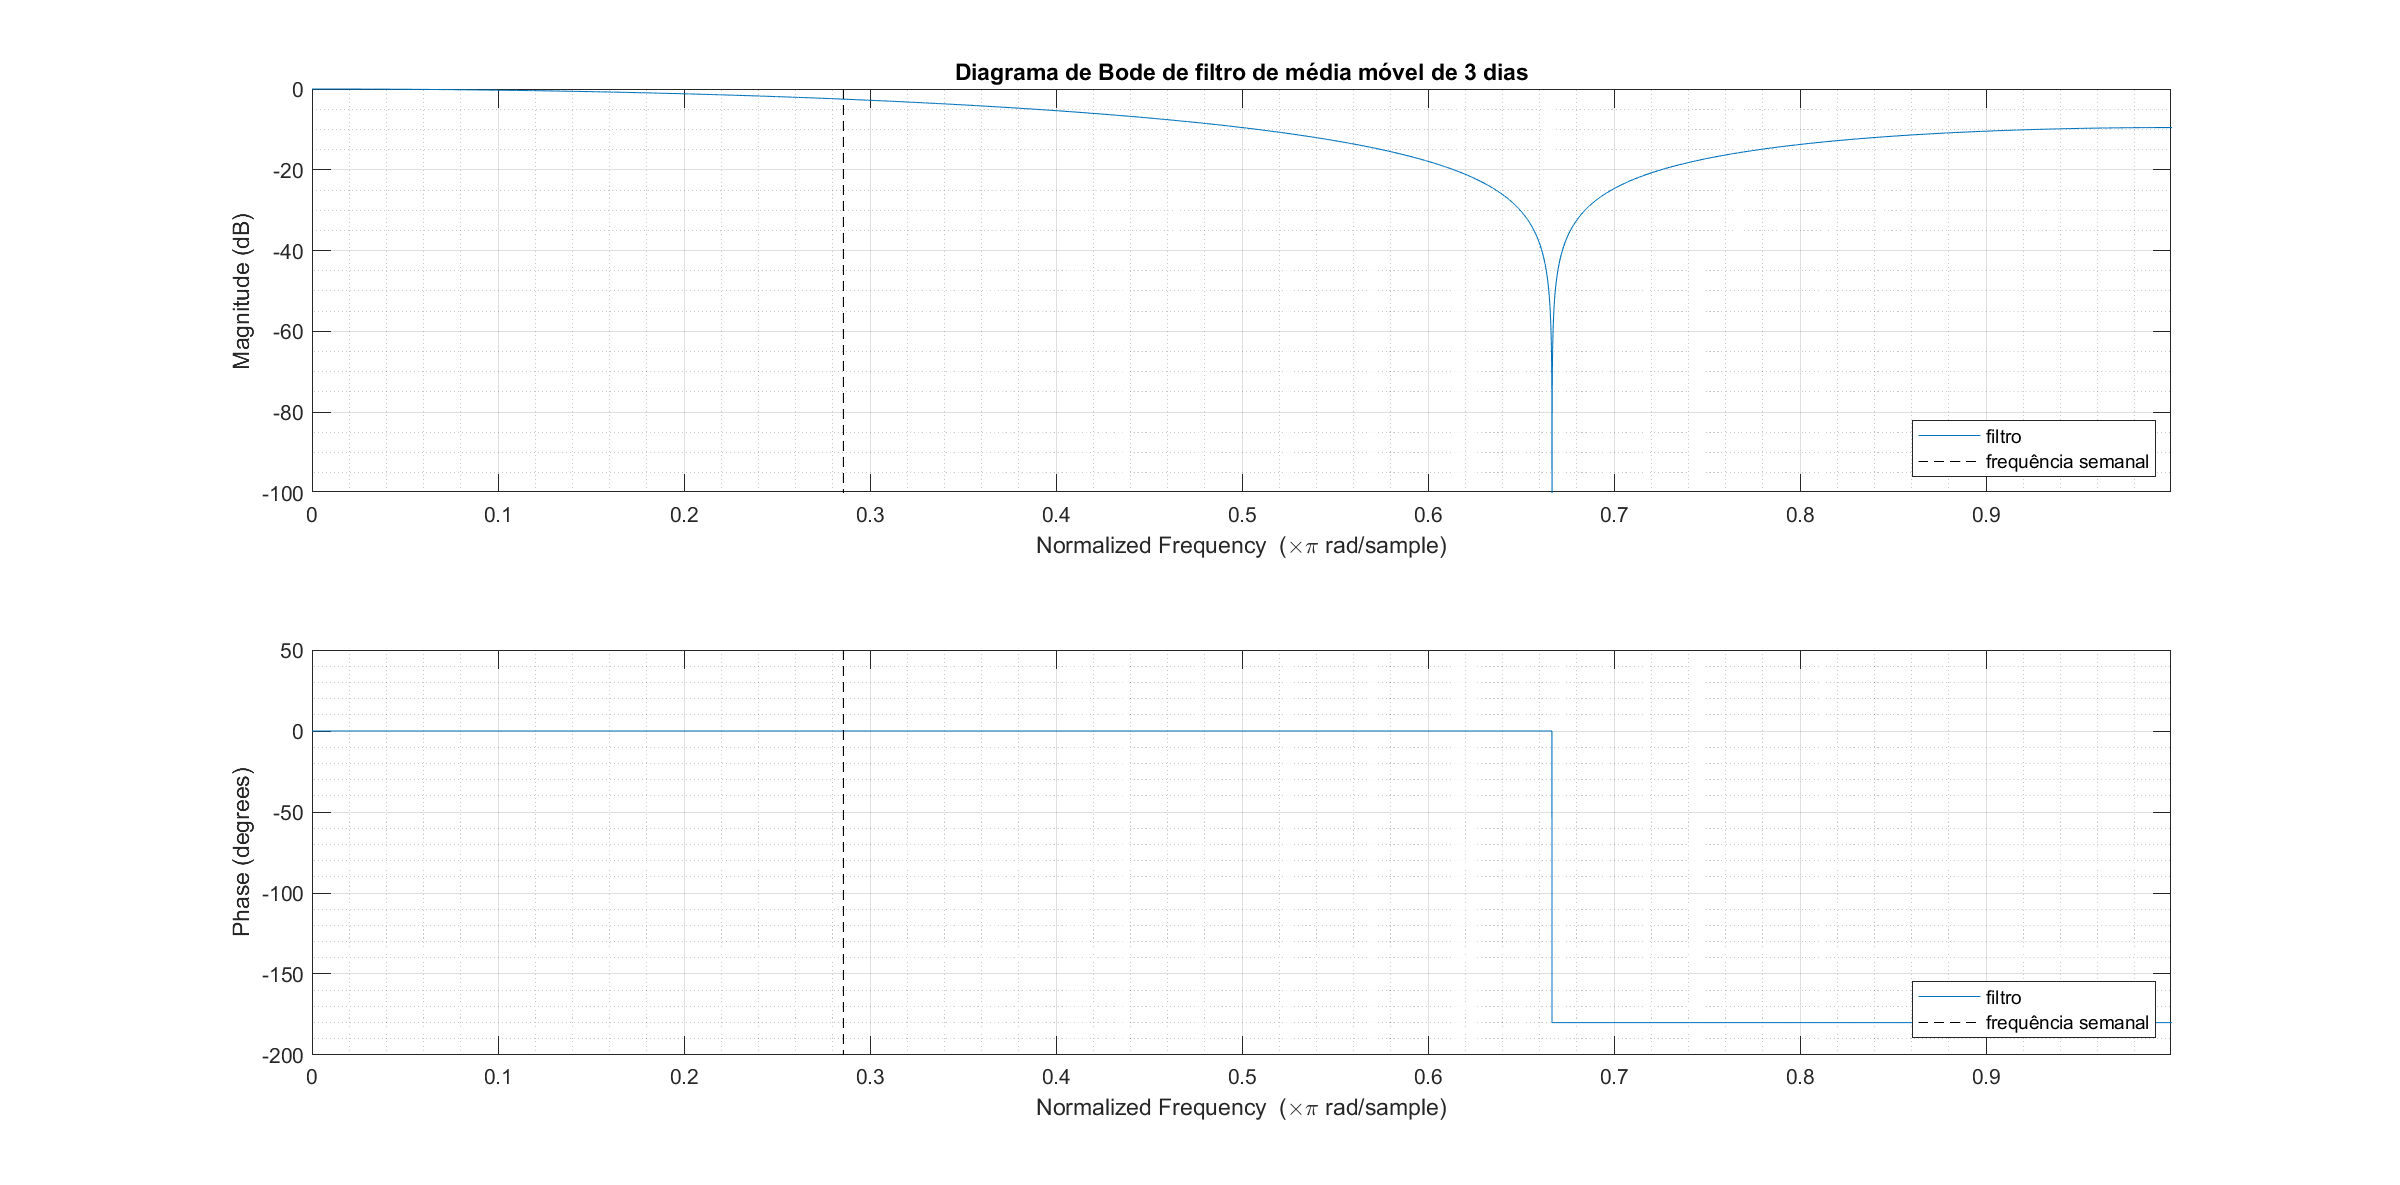 Diagrama de Bode de filtro de média móvel de 3 dias
0
-20
-40
-60
-80
-100
Magnitude (dB)
filtro
frequência semanal
0 0.1 0.2 0.3 0.4 0.5 0.6 0.7 0.8 0.9
Normalized Frequency (×π rad/sample)
50
0
-50
-100
-150
-200
Phase (degrees)
filtro
frequência semanal
0 0.1 0.2 0.3 0.4 0.5 0.6 0.7 0.8 0.9
Normalized Frequency (×π rad/sample)